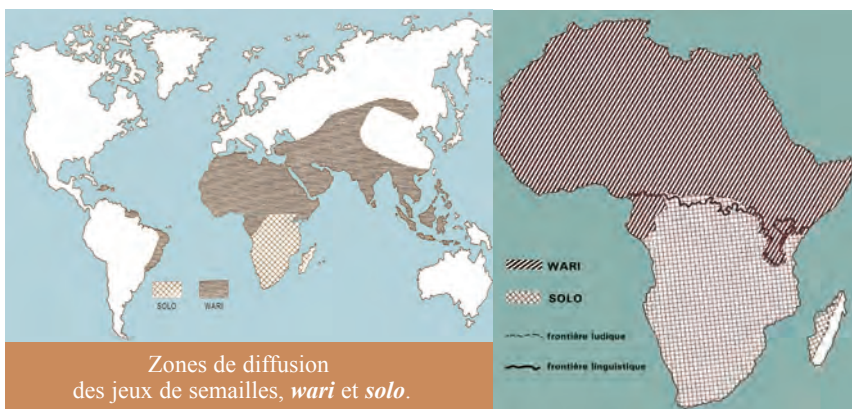 SOLO
WARI
Zones de diffusion
des jeux de semailles, wari et solo.
WARI
SOLO
frontière ludique
frontière linguistique